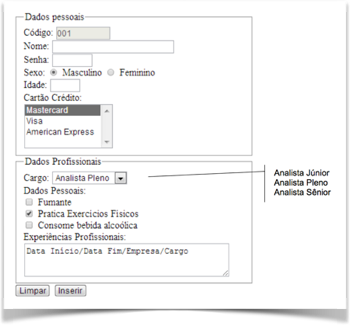 Dados pessoais
Código: 001
Nome:
Senha:
Sexo: Masculino Feminino
Idade:
Cartão Crédito:
Mastercard
Visa
American Express
Dados Profissionais
Cargo: Analista Pleno
Analista Júnior
Analista Pleno
Analista Sênior
Dados Pessoais:
Fumante
Pratica Exercícios Físicos
Consome bebida alcoólica
Experiências Profissionais:
Data Início/Data Fim/Empresa/Cargo
Limpar Inserir